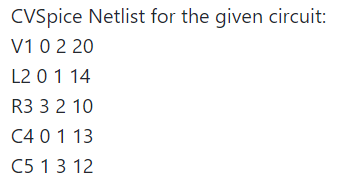 CVSpice Netlist for the given circuit:
V1 0 2 20
L2 0 1 14
R3 3 2 10
C4 0 1 13
C5 1 3 12